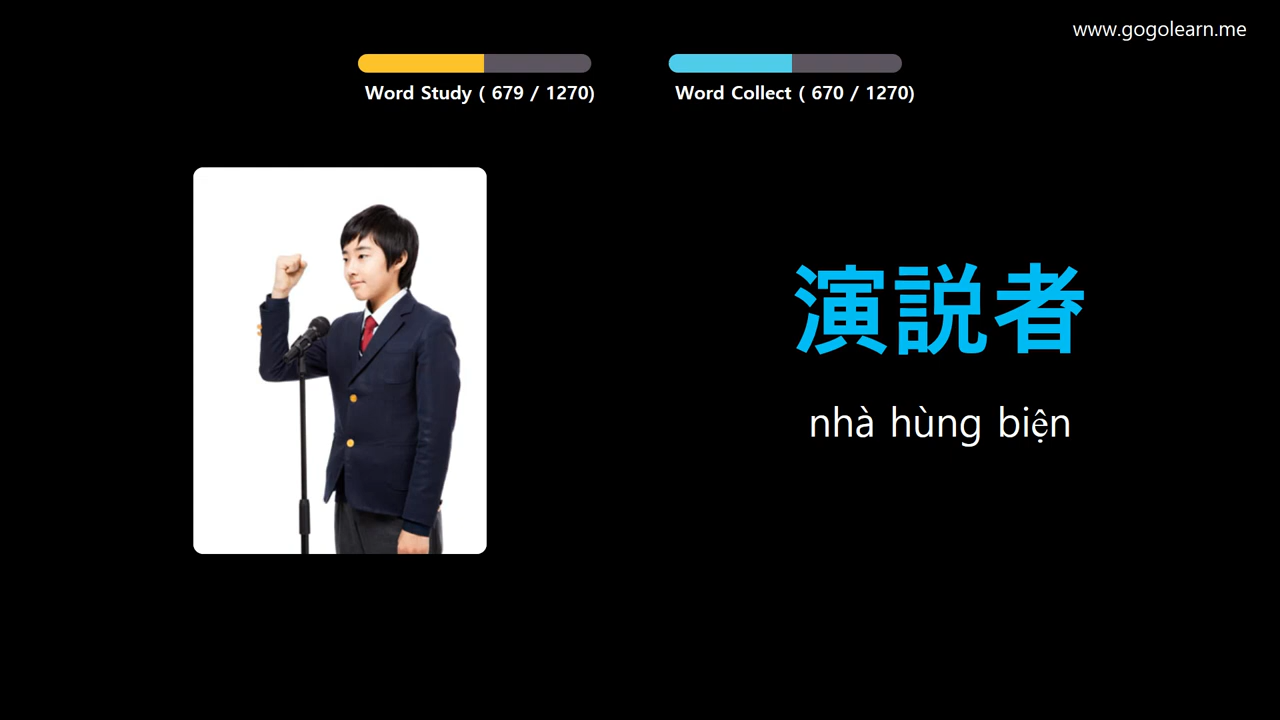 www.gogolearn.me
Word Study ( 679 / 1270)
Word Collect ( 670 / 1270)
演説者
nhà hùng biện